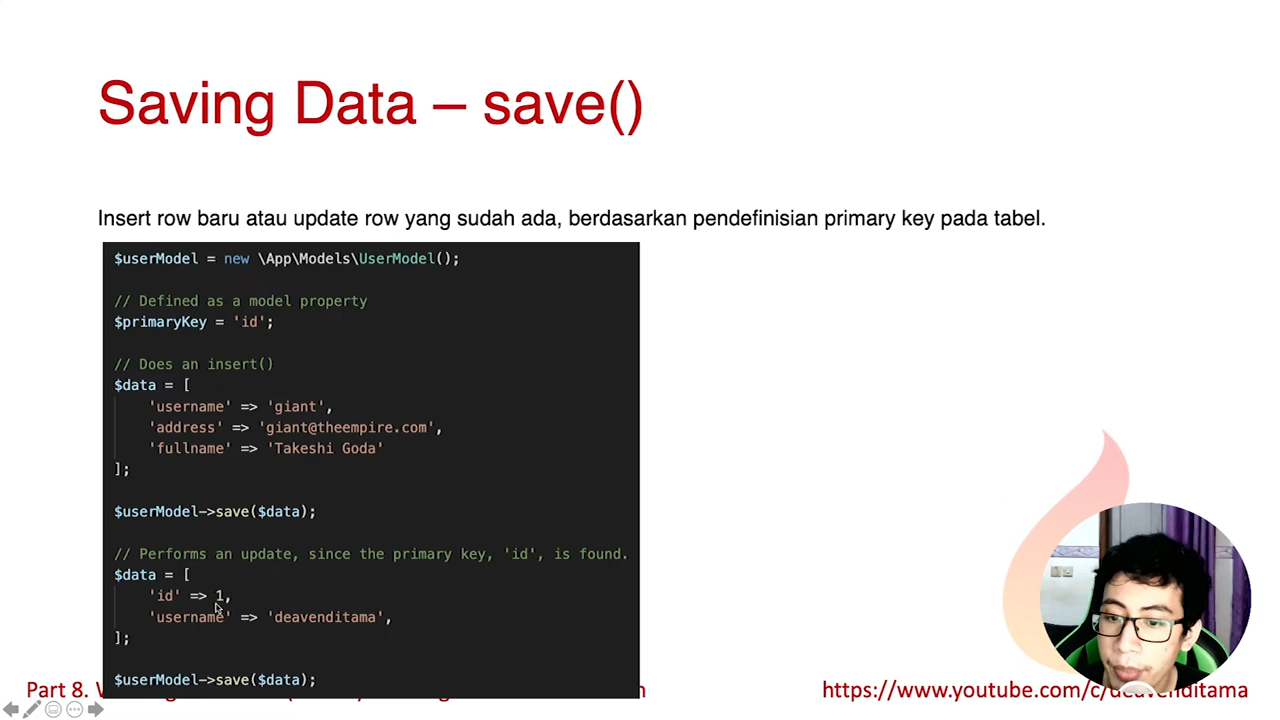 Saving Data – save()
Insert row baru atau update row yang sudah ada, berdasarkan pendefinisian primary key pada tabel.
$userModel = new \App\Models\UserModel();
// Defined as a model property
$primaryKey = 'id';
// Does an insert()
$data = [
'username' => 'giant',
'address' => 'giant@theempire.com',
'fullname' => 'Takeshi Goda'
];
$userModel->save($data);
// Performs an update, since the primary key, 'id', is found.
$data = [
'id' => 1,
'username' => 'deavenditama',
];
$userModel->save($data);
Part 8.
https://www.youtube.com/c/deavenditama